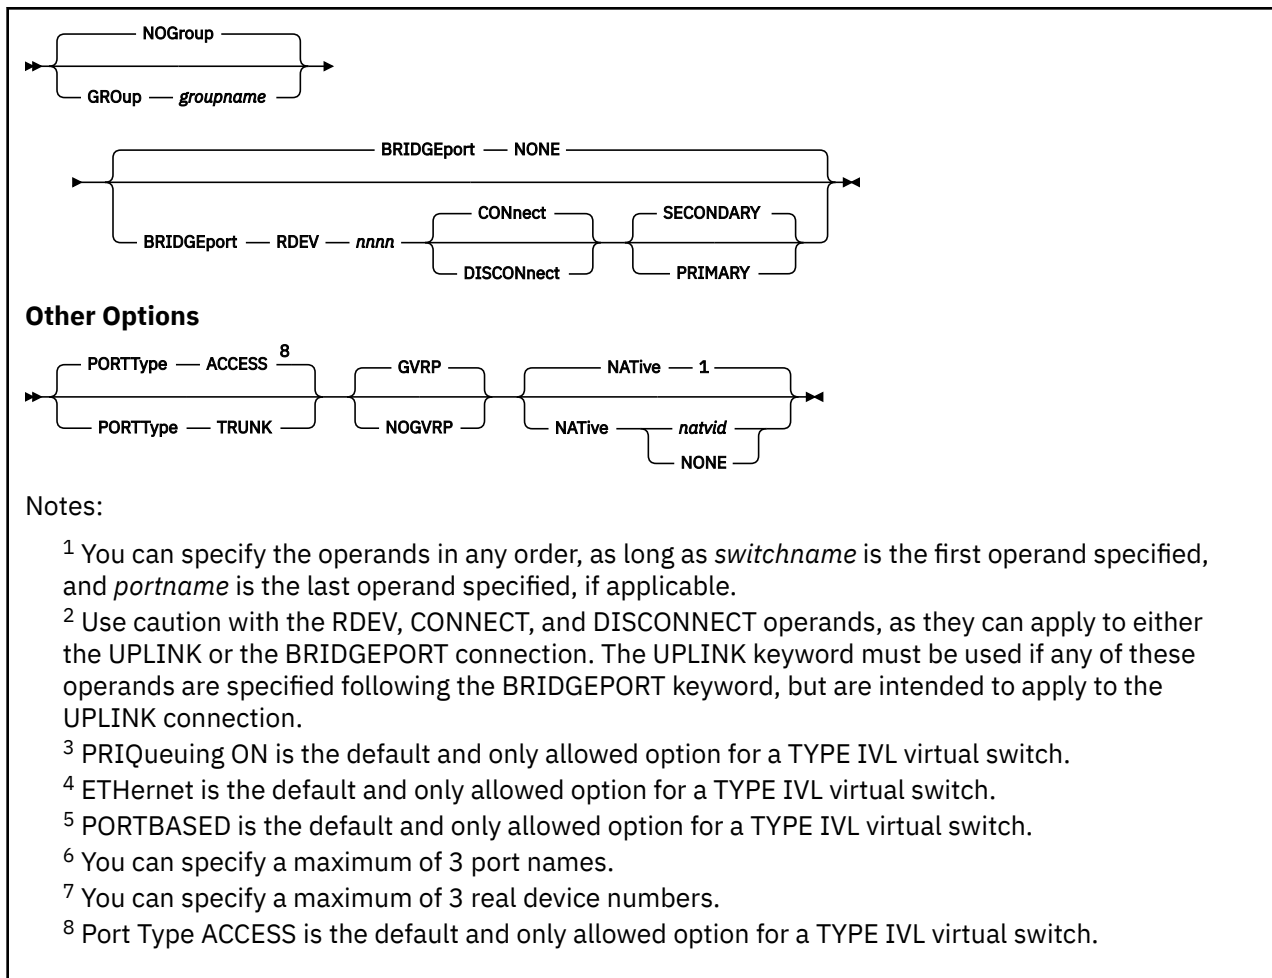 NOGroup
GROup groupname
BRIDGEport NONE
BRIDGEport RDEV nnnn CONnect SECONDARY
DISCONnect PRIMARY
Other Options
PORTType ACCESS 8 GVRP NATive 1
PORTType TRUNK NOGVRP NATive natvid
NONE
Notes:
1 You can specify the operands in any order, as long as switchname is the first operand specified,
and portname is the last operand specified, if applicable.
2 Use caution with the RDEV, CONNECT, and DISCONNECT operands, as they can apply to either
the UPLINK or the BRIDGEPORT connection. The UPLINK keyword must be used if any of these
operands are specified following the BRIDGEPORT keyword, but are intended to apply to the
UPLINK connection.
3 PRIQueuing ON is the default and only allowed option for a TYPE IVL virtual switch.
4 ETHernet is the default and only allowed option for a TYPE IVL virtual switch.
5 PORTBASED is the default and only allowed option for a TYPE IVL virtual switch.
6 You can specify a maximum of 3 port names.
7 You can specify a maximum of 3 real device numbers.
8 Port Type ACCESS is the default and only allowed option for a TYPE IVL virtual switch.